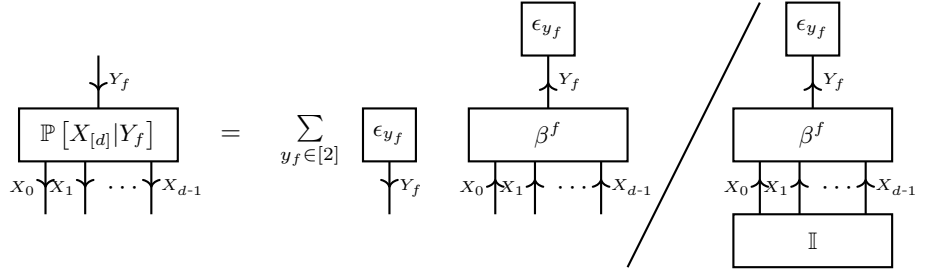 ϵ_{y_f} ϵ_{y_f}
Y_f Y_f Y_f
ℙ [X_{[d]}|Y_f] = ∑_{y_f∈[2]} ϵ_{y_f} β^f β^f
X_0 X_1 ⋯ X_{d-1} Y_f X_0 X_1 ⋯ X_{d-1} X_0 X_1 ⋯ X_{d-1}
𝕀